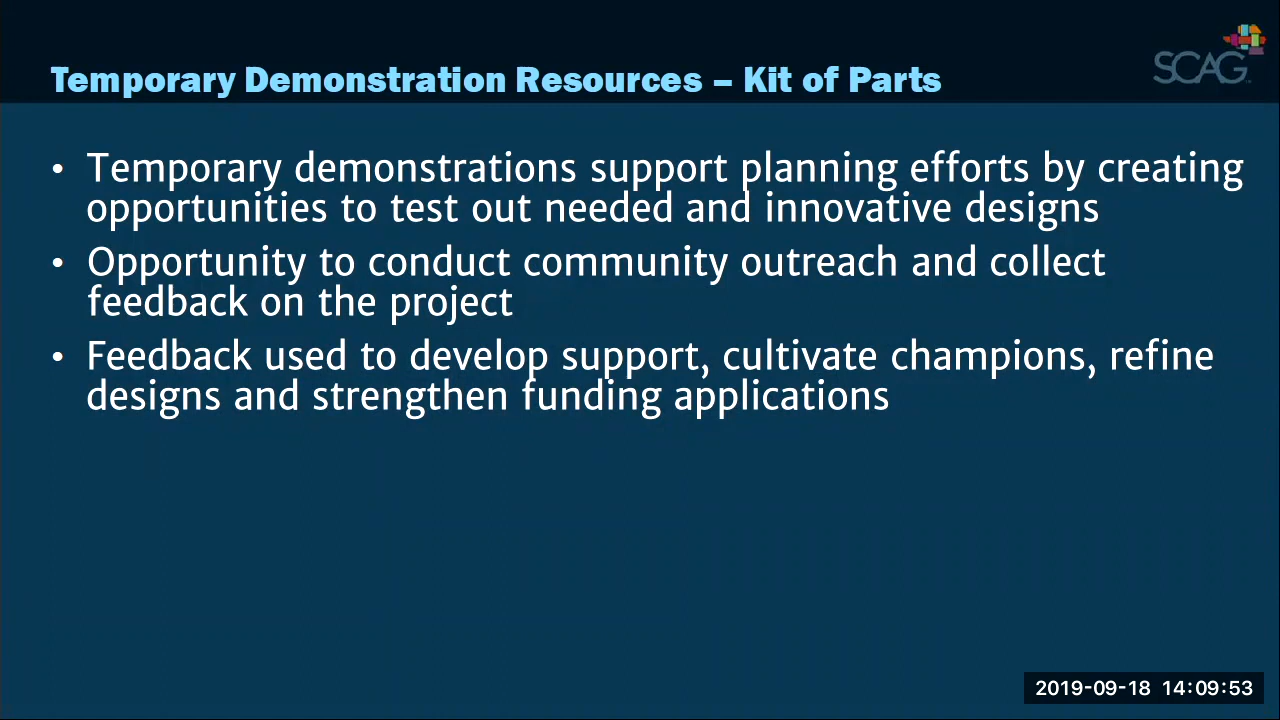 SCAG
Temporary Demonstration Resources – Kit of Parts
• Temporary demonstrations support planning efforts by creating
opportunities to test out needed and innovative designs
• Opportunity to conduct community outreach and collect
feedback on the project
• Feedback used to develop support, cultivate champions, refine
designs and strengthen funding applications
2019-09-18 14:09:53